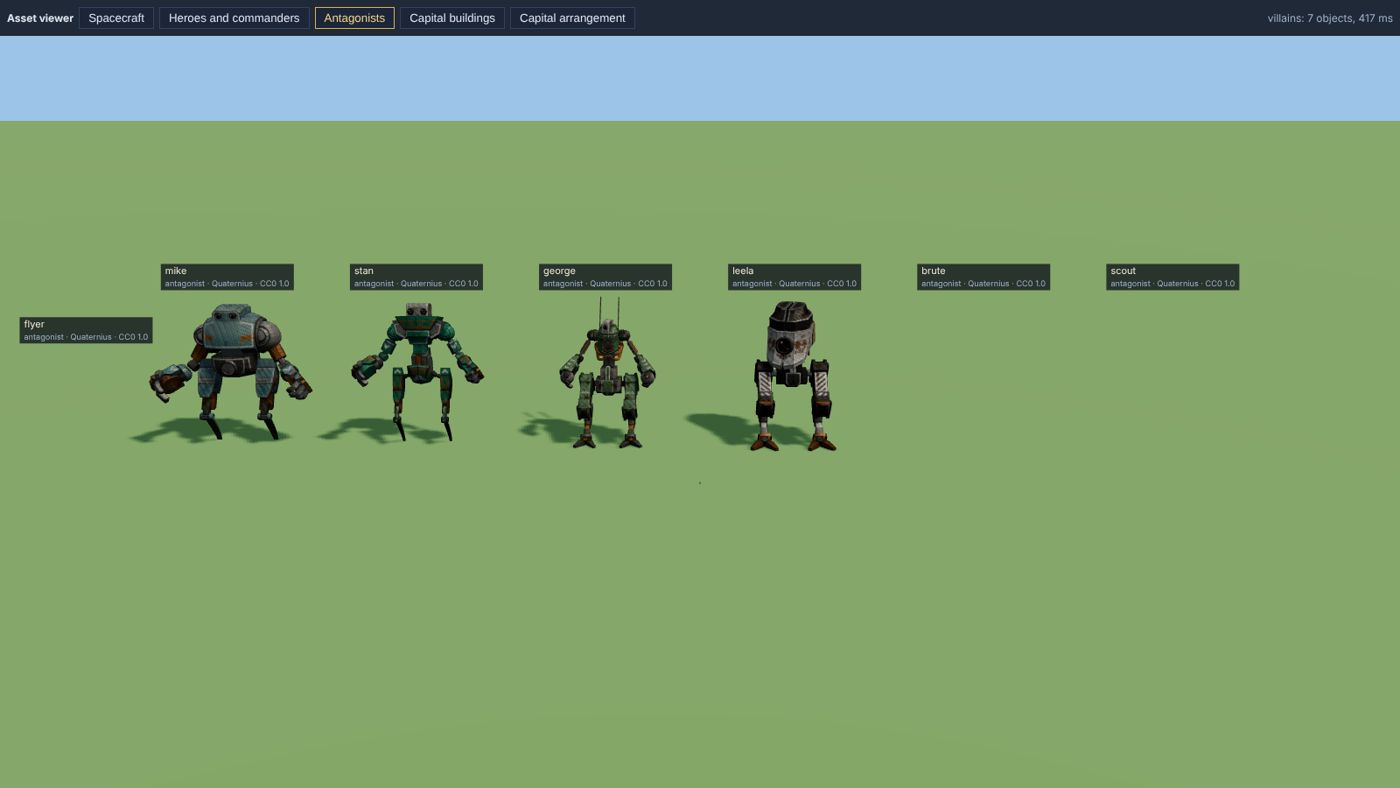 Asset viewer Spacecraft Heroes and commanders Antagonists Capital buildings Capital arrangement villains: 7 objects, 417 ms
mike
antagonist · Quaternius · CC0 1.0
stan
antagonist · Quaternius · CC0 1.0
george
antagonist · Quaternius · CC0 1.0
leela
antagonist · Quaternius · CC0 1.0
brute
antagonist · Quaternius · CC0 1.0
scout
antagonist · Quaternius · CC0 1.0
flyer
antagonist · Quaternius · CC0 1.0